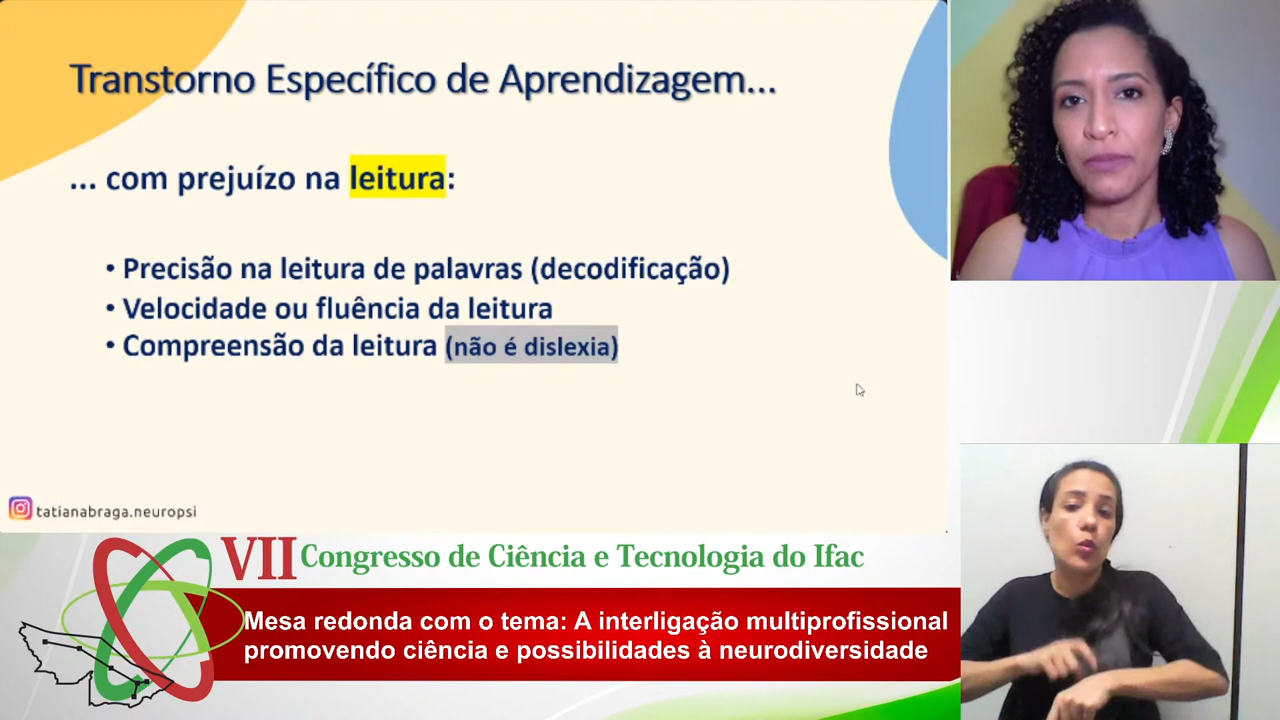 Transtorno Específico de Aprendizagem...
... com prejuízo na leitura:
• Precisão na leitura de palavras (decodificação)
• Velocidade ou fluência da leitura
• Compreensão da leitura (não é dislexia)
tatianabraga.neuropsi
VII Congresso de Ciência e Tecnologia do Ifac
Mesa redonda com o tema: A interligação multiprofissional
promovendo ciência e possibilidades à neurodiversidade